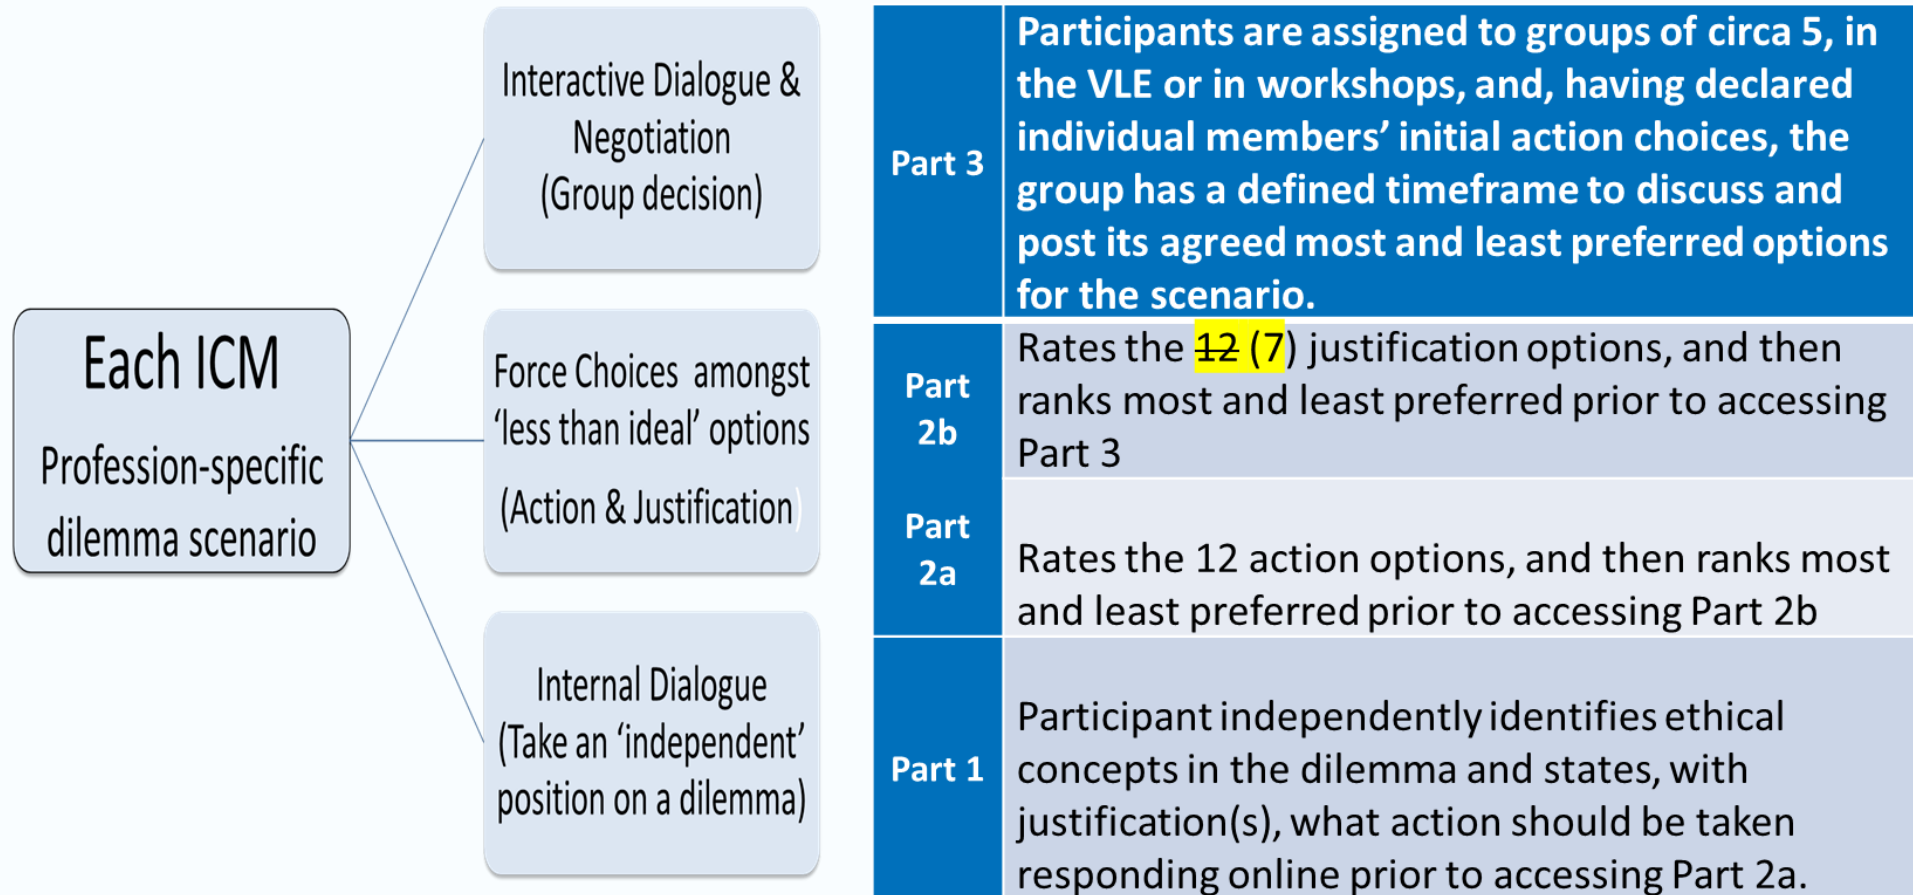 Each ICM
Profession-specific
dilemma scenario
Interactive Dialogue &
Negotiation
(Group decision)
Force Choices amongst
‘less than ideal’ options
(Action & Justification)
Internal Dialogue
(Take an ‘independent’
position on a dilemma)
Part 3
Participants are assigned to groups of circa 5, in
the VLE or in workshops, and, having declared
individual members’ initial action choices, the
group has a defined timeframe to discuss and
post its agreed most and least preferred options
for the scenario.
Part
2b
Rates the 12 (7) justification options, and then
ranks most and least preferred prior to accessing
Part 3
Part
2a
Rates the 12 action options, and then ranks most
and least preferred prior to accessing Part 2b
Part 1
Participant independently identifies ethical
concepts in the dilemma and states, with
justification(s), what action should be taken
responding online prior to accessing Part 2a.